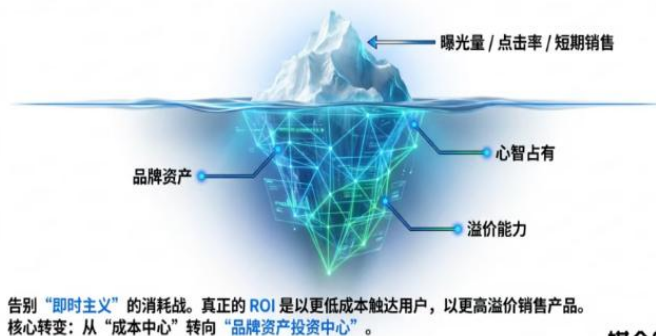 曝光量 / 点击率 / 短期销售
心智占有
品牌资产
溢价能力
告别“即时主义”的消耗战。真正的 ROI 是以更低成本触达用户，以更高溢价销售产品。
核心转变：从“成本中心”转向“品牌资产投资中心”。